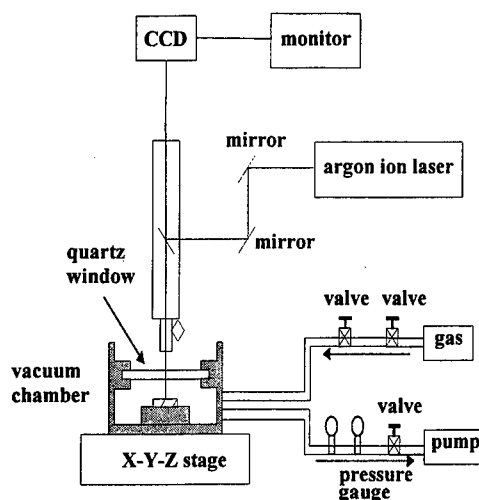 CCD
monitor
mirror
argon ion laser
mirror
quartz
window
valve
valve
gas
vacuum
chamber
valve
pump
X-Y-Z stage
pressure
gauge